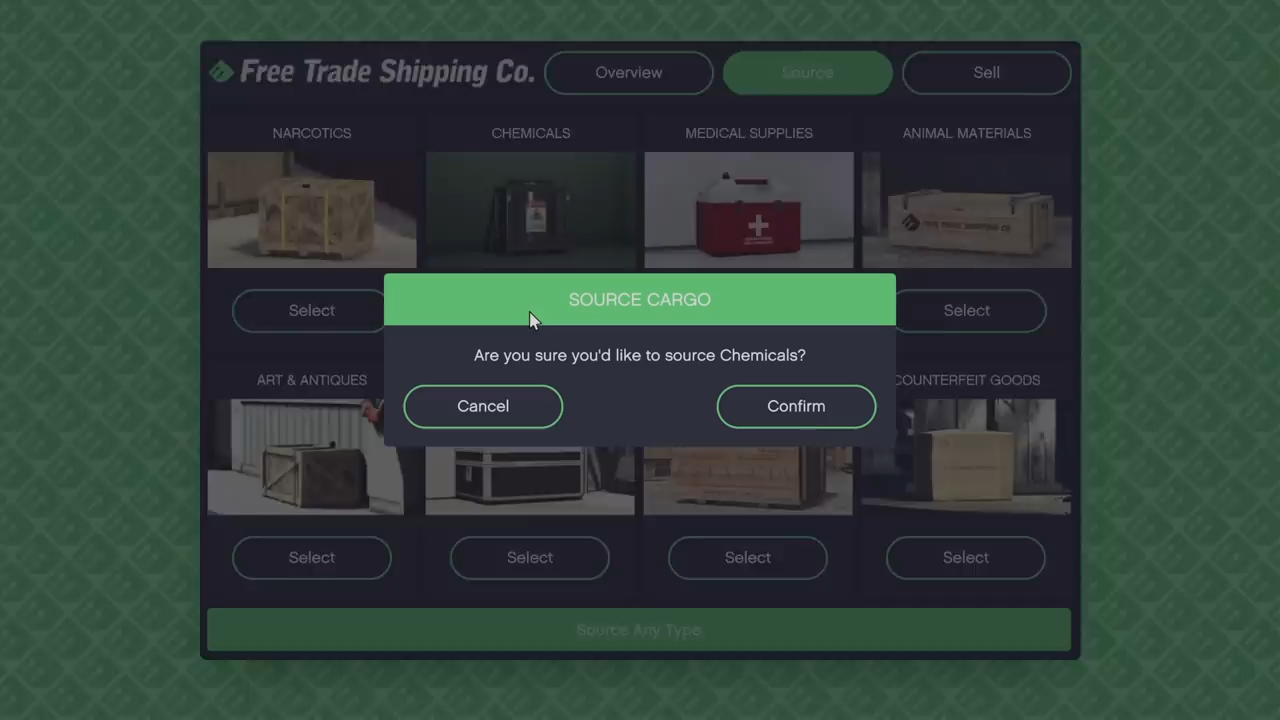 Free Trade Shipping Co.
Overview
Source
Sell
NARCOTICS
CHEMICALS
MEDICAL SUPPLIES
ANIMAL MATERIALS
Select
Select
SOURCE CARGO
Are you sure you'd like to source Chemicals?
Cancel
Confirm
ART & ANTIQUES
COUNTERFEIT GOODS
Select
Select
Select
Select
Source Any Type